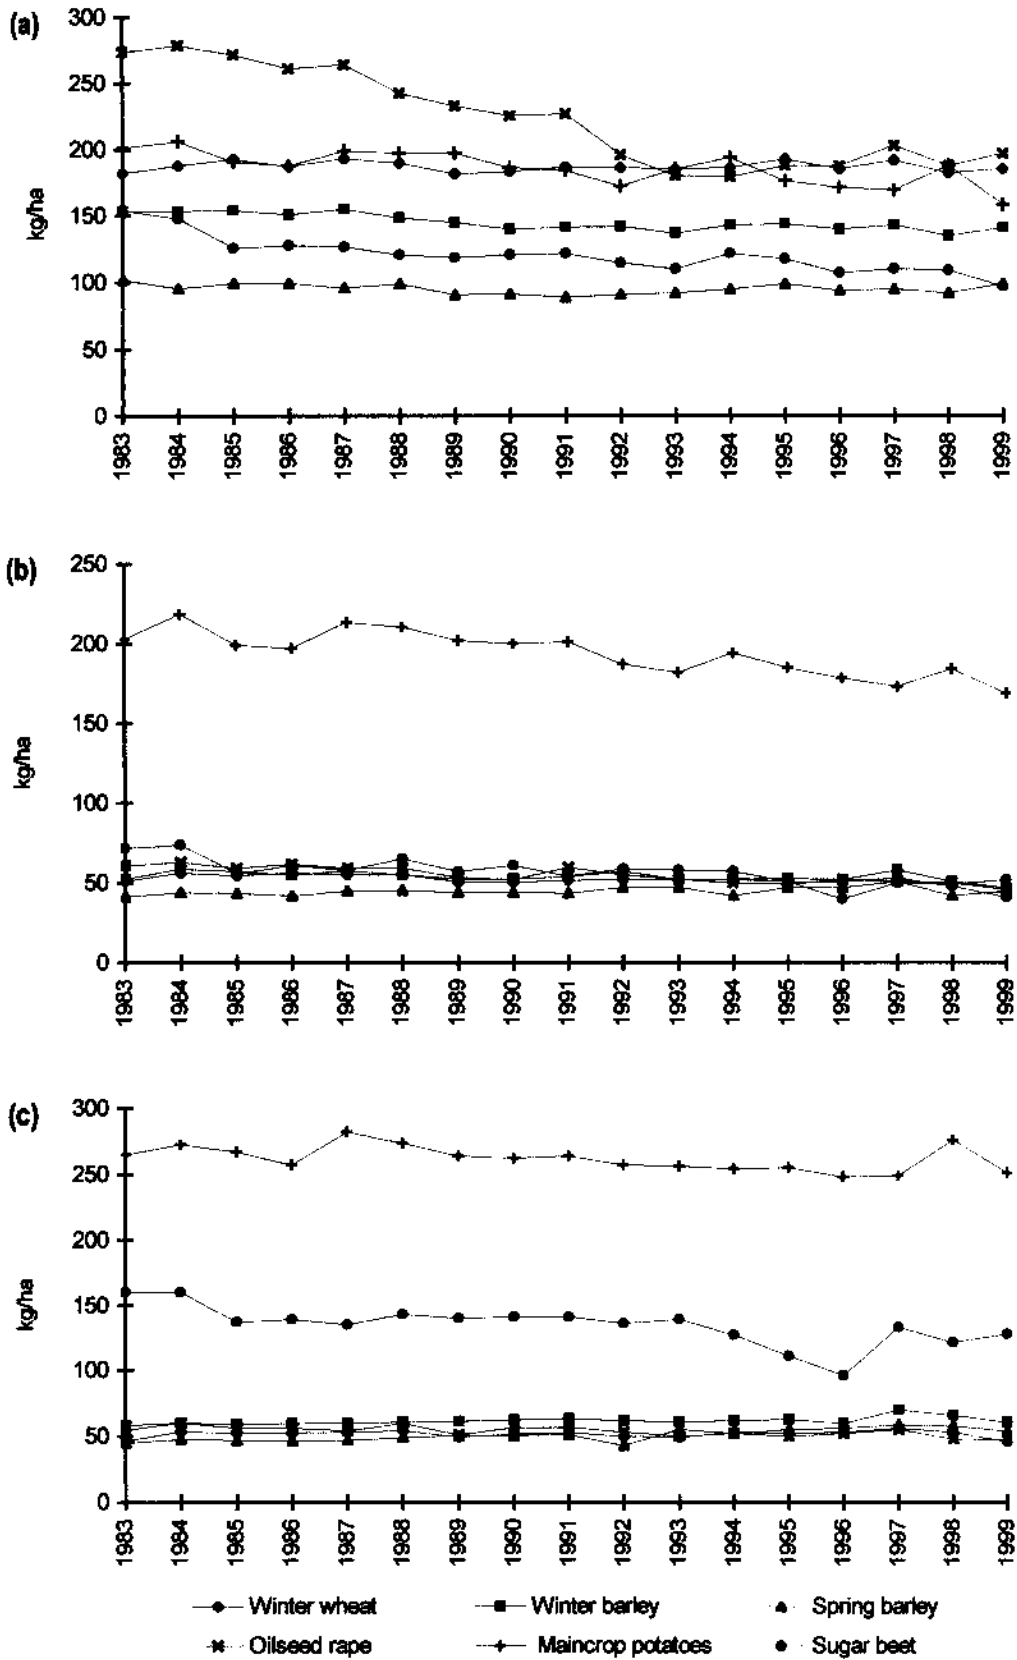 (a)
300
250
200
150
100
50
0
kg/ha
1983 1984 1985 1986 1987 1988 1989 1990 1991 1992 1993 1994 1995 1996 1997 1998 1999
(b)
250
200
150
100
50
0
kg/ha
1983 1984 1985 1986 1987 1988 1989 1990 1991 1992 1993 1994 1995 1996 1997 1998 1999
(c)
300
250
200
150
100
50
0
kg/ha
1983 1984 1985 1986 1987 1988 1989 1990 1991 1992 1993 1994 1995 1996 1997 1998 1999
Winter wheat Winter barley Spring barley
Oilseed rape Maincrop potatoes Sugar beet